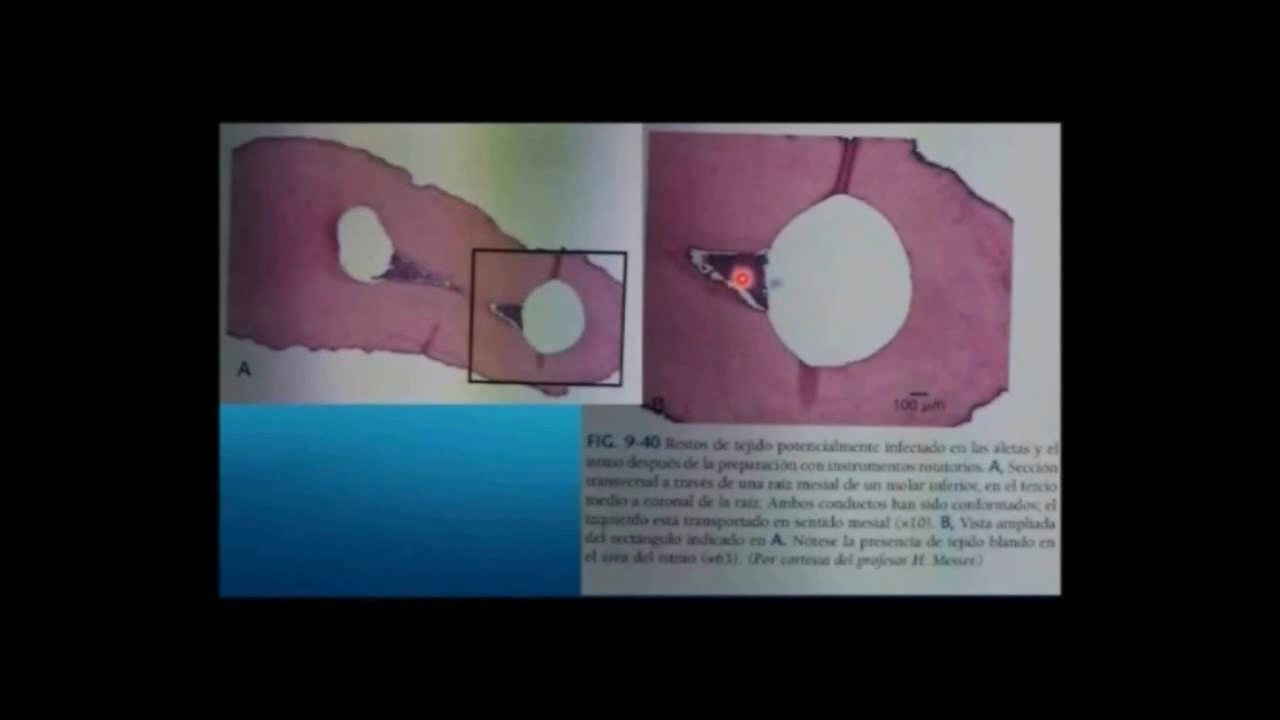 A
B
100 µm
FIG. 9-40 Restos de tejido potencialmente infectado en las aletas y el
istmo después de la preparación con instrumentos rotatorios. A, Sección
transversal a través de una raíz mesial de un molar inferior, en el tercio
medio a coronal de la raíz. Ambos conductos han sido conformados; el
izquierdo está transportado en sentido mesial (×10). B, Vista ampliada
del rectángulo indicado en A. Nótese la presencia de tejido blando en
el área del istmo (×63). (Por cortesía del profesor H. Messer.)